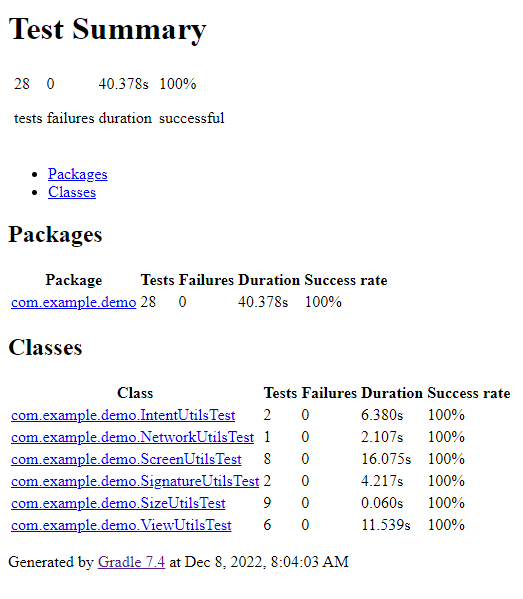 Test Summary
28 0 40.378s 100%
tests failures duration successful
Packages
Classes
Packages
Package Tests Failures Duration Success rate
com.example.demo 28 0 40.378s 100%
Classes
Class Tests Failures Duration Success rate
com.example.demo.IntentUtilsTest 2 0 6.380s 100%
com.example.demo.NetworkUtilsTest 1 0 2.107s 100%
com.example.demo.ScreenUtilsTest 8 0 16.075s 100%
com.example.demo.SignatureUtilsTest 2 0 4.217s 100%
com.example.demo.SizeUtilsTest 9 0 0.060s 100%
com.example.demo.ViewUtilsTest 6 0 11.539s 100%
Generated by Gradle 7.4 at Dec 8, 2022, 8:04:03 AM